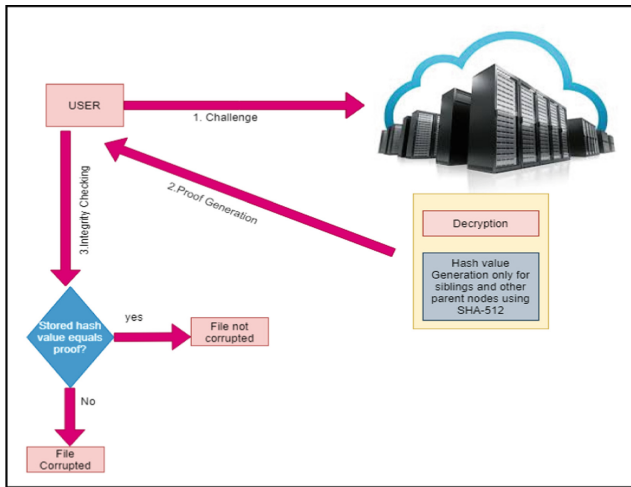 USER
1. Challenge
2.Proof Generation
3.Integrity Checking
Decryption
Hash value
Generation only for
siblings and other
parent nodes using
SHA-512
Stored hash
value equals
proof?
yes
File not
corrupted
No
File
Corrupted